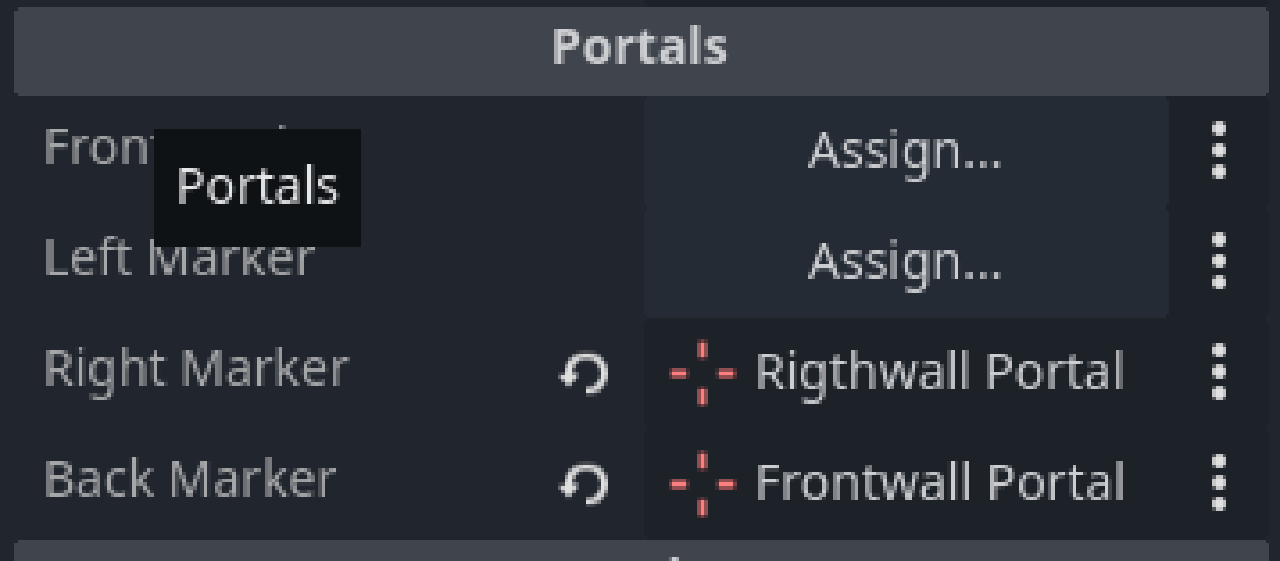 Portals
Assign...
Portals
Left Marker Assign...
Right Marker Rigthwall Portal
Back Marker Frontwall Portal